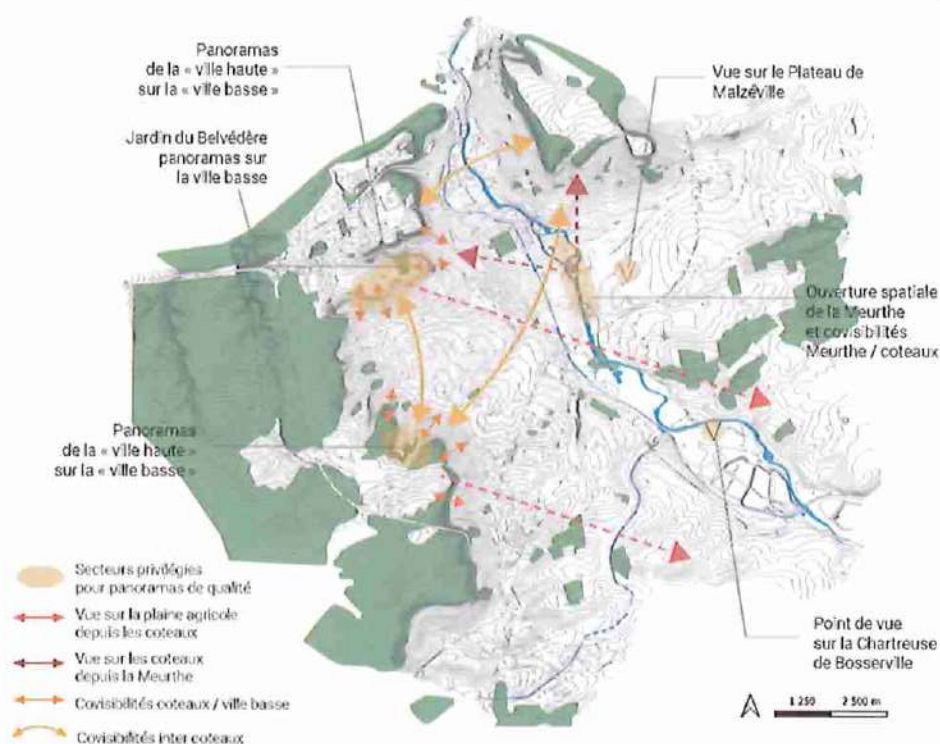 Panoramas
de la « ville haute »
sur la « ville basse »
Jardin du Belvédère
panoramas sur
la ville basse
Vue sur le Plateau de
Malzéville
Ouverture spatiale
de la Meurthe
et covisibilités
Meurthe / coteaux
Panoramas
de la « ville haute »
sur la « ville basse »
Point de vue
sur la Chartreuse
de Bosserville
Secteurs privilégiés
pour panoramas de qualité
Vue sur la plaine agricole
depuis les coteaux
Vue sur les coteaux
depuis la Meurthe
Covisibilités coteaux / ville basse
Covisibilités inter coteaux
1 250 2 500 m